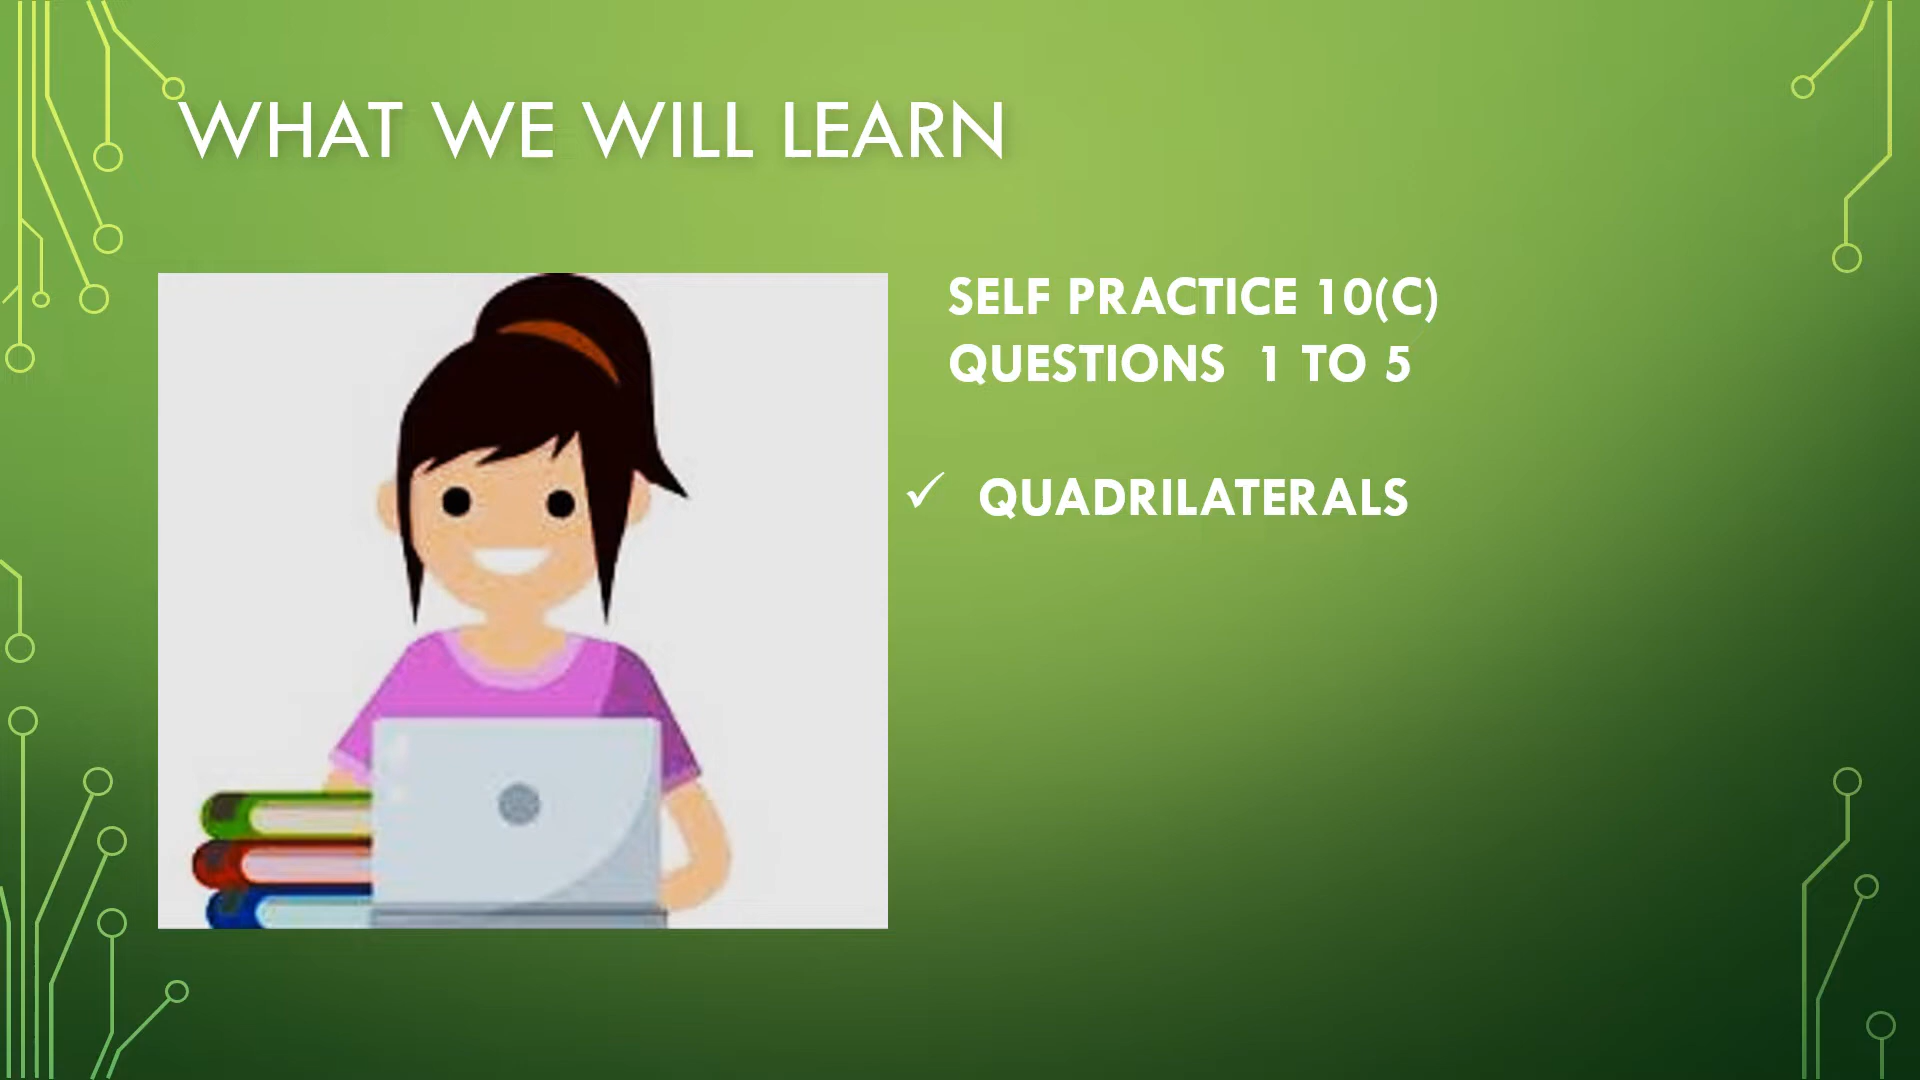 WHAT WE WILL LEARN
SELF PRACTICE 10(C)
QUESTIONS 1 TO 5
✓ QUADRILATERALS